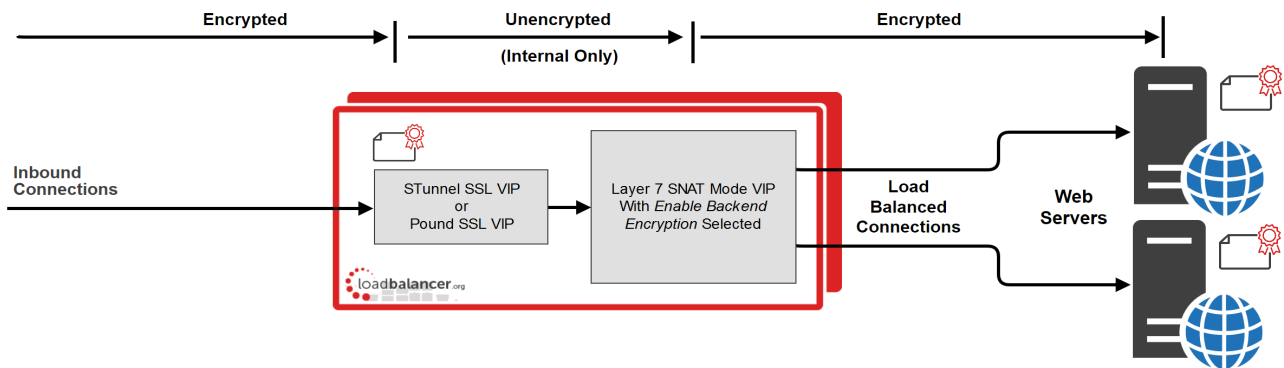 Encrypted
Unencrypted
(Internal Only)
Encrypted
Inbound
Connections
STunnel SSL VIP
or
Pound SSL VIP
Layer 7 SNAT Mode VIP
With Enable Backend
Encryption Selected
Load
Balanced
Connections
Web
Servers
loadbalancer.org